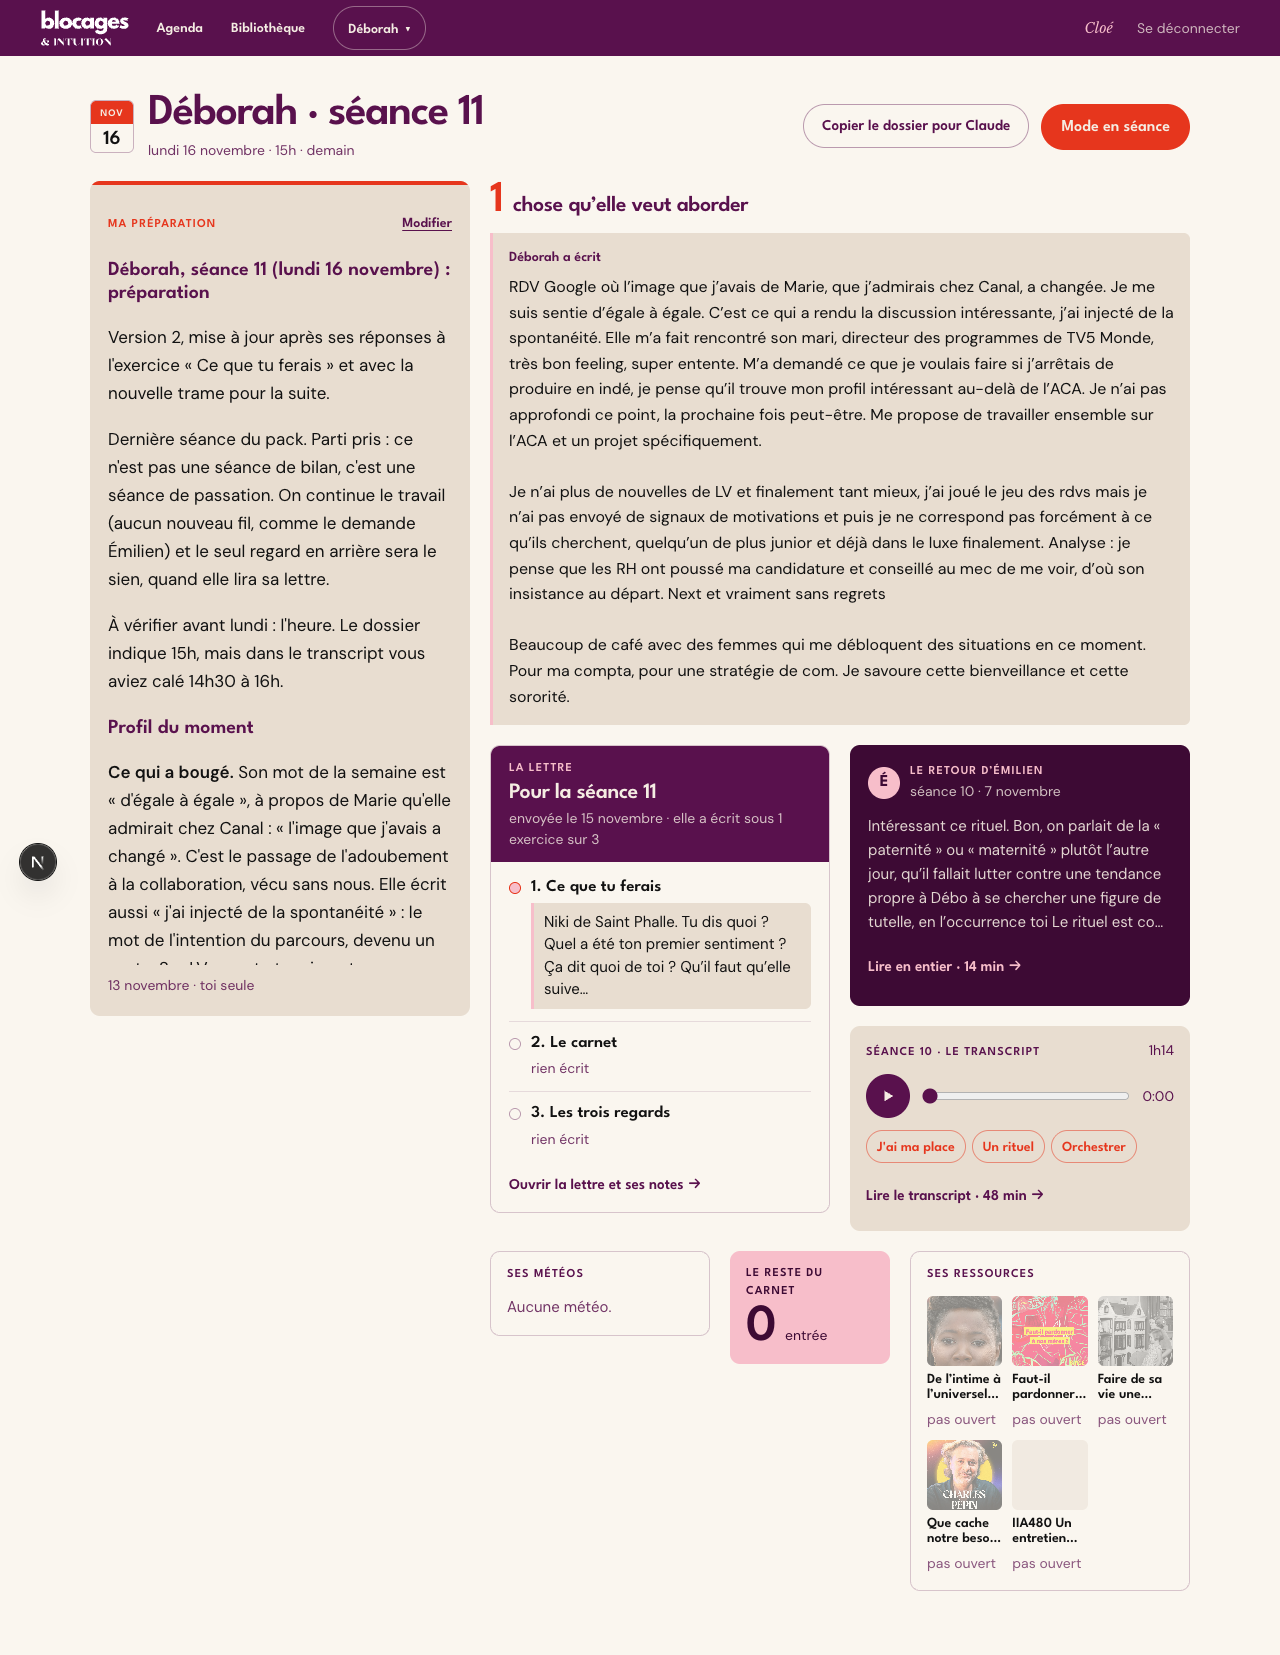 blocages
& INTUITION
Agenda
Bibliothèque
Déborah ▾
Cloé
Se déconnecter
NOV
16
Déborah · séance 11
lundi 16 novembre · 15h · demain
Copier le dossier pour Claude
Mode en séance
MA PRÉPARATION
Modifier
Déborah, séance 11 (lundi 16 novembre) :
préparation
Version 2, mise à jour après ses réponses à
l'exercice « Ce que tu ferais » et avec la
nouvelle trame pour la suite.
Dernière séance du pack. Parti pris : ce
n'est pas une séance de bilan, c'est une
séance de passation. On continue le travail
(aucun nouveau fil, comme le demande
Émilien) et le seul regard en arrière sera le
sien, quand elle lira sa lettre.
À vérifier avant lundi : l'heure. Le dossier
indique 15h, mais dans le transcript vous
aviez calé 14h30 à 16h.
Profil du moment
Ce qui a bougé. Son mot de la semaine est
« d'égale à égale », à propos de Marie qu'elle
admirait chez Canal : « l'image que j'avais a
changé ». C'est le passage de l'adoubement
à la collaboration, vécu sans nous. Elle écrit
aussi « j'ai injecté de la spontanéité » : le
mot de l'intention du parcours, devenu un
13 novembre · toi seule
1 chose qu’elle veut aborder
Déborah a écrit
RDV Google où l’image que j’avais de Marie, que j’admirais chez Canal, a changée. Je me
suis sentie d’égale à égale. C’est ce qui a rendu la discussion intéressante, j’ai injecté de la
spontanéité. Elle m’a fait rencontré son mari, directeur des programmes de TV5 Monde,
très bon feeling, super entente. M’a demandé ce que je voulais faire si j’arrêtais de
produire en indé, je pense qu’il trouve mon profil intéressant au-delà de l’ACA. Je n’ai pas
approfondi ce point, la prochaine fois peut-être. Me propose de travailler ensemble sur
l’ACA et un projet spécifiquement.
Je n’ai plus de nouvelles de LV et finalement tant mieux, j’ai joué le jeu des rdvs mais je
n’ai pas envoyé de signaux de motivations et puis je ne correspond pas forcément à ce
qu’ils cherchent, quelqu’un de plus junior et déjà dans le luxe finalement. Analyse : je
pense que les RH ont poussé ma candidature et conseillé au mec de me voir, d’où son
insistance au départ. Next et vraiment sans regrets
Beaucoup de café avec des femmes qui me débloquent des situations en ce moment.
Pour ma compta, pour une stratégie de com. Je savoure cette bienveillance et cette
sororité.
LA LETTRE
Pour la séance 11
envoyée le 15 novembre · elle a écrit sous 1
exercice sur 3
1. Ce que tu ferais
Niki de Saint Phalle. Tu dis quoi ?
Quel a été ton premier sentiment ?
Ça dit quoi de toi ? Qu’il faut qu’elle
suive…
2. Le carnet
rien écrit
3. Les trois regards
rien écrit
Ouvrir la lettre et ses notes →
É
LE RETOUR D’ÉMILIEN
séance 10 · 7 novembre
Intéressant ce rituel. Bon, on parlait de la «
paternité » ou « maternité » plutôt l’autre
jour, qu’il fallait lutter contre une tendance
propre à Débo à se chercher une figure de
tutelle, en l’occurrence toi Le rituel est co…
Lire en entier · 14 min →
SÉANCE 10 · LE TRANSCRIPT
1h14
0:00
J'ai ma place
Un rituel
Orchestrer
Lire le transcript · 48 min →
SES MÉTÉOS
Aucune météo.
LE RESTE DU
CARNET
0 entrée
SES RESSOURCES
Faut-il pardonner
à nos mères ?
De l’intime à
l’universel…
pas ouvert
Faut-il
pardonner…
pas ouvert
Faire de sa
vie une…
pas ouvert
CHARLES
PÉPIN
Que cache
notre beso…
pas ouvert
IIA480 Un
entretien…
pas ouvert
N